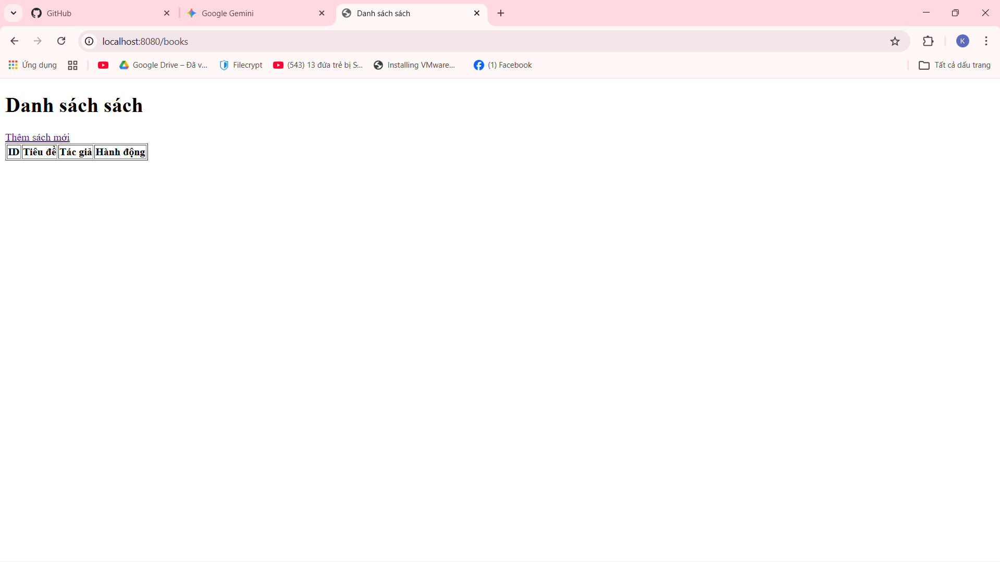 GitHub
Google Gemini
Danh sách sách
localhost:8080/books
K
Ứng dụng
Google Drive – Đã v...
Filecrypt
(543) 13 đứa trẻ bị S...
Installing VMware...
(1) Facebook
Tất cả dấu trang
Danh sách sách
Thêm sách mới
ID Tiêu đề Tác giả Hành động